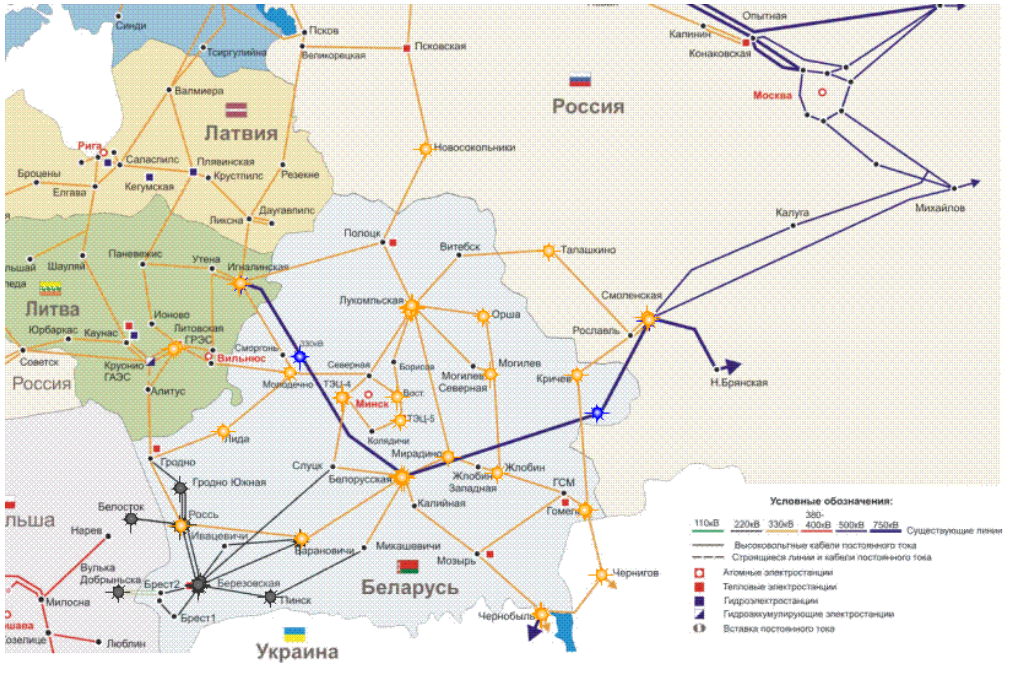 Синди
Псков
Великорецкая
Псковская
Опытная
Калинин
Конаковская
Москва
Тсиргулийна
Валмиера
Латвия
Россия
Рига
Саласпилс
Плявинская
Новосокольники
Броцены
Кегумская
Крустпилс
Резекне
Елгава
Михайлов
Ликсна
Даугавпилс
Калуга
Полоцк
Витебск
Талашкино
Паневежис
Утена
Игналинская
Шауляй
Смоленская
Лукомльская
Литва
Ионово
Орша
Юрбаркас
Каунас
Литовская
ГРЭС
Рославль
Вильнюс
Сморгонь
330кВ
Советск
Круонио
ГАЭС
Северная
Борисов
Могилев
Россия
Молодечно
ТЭЦ-4
Могилев
Северная
Кричев
Н.Брянская
Алитус
Минск
Вост.
ТЭЦ-5
Лида
Колядичи
Мирадино
Гродно
Слуцк
Белорусская
Жлобин
Жлобин
Западная
ГСМ
Гродно Южная
Калийная
Гомель
Белосток
Россь
льша
Нарев
Ивацевичи
Барановичи
Микашевичи
Мозырь
Вулька
Добрыньска
Брест2
Березовская
Беларусь
Чернигов
Милосна
Пинск
шава
Брест1
Чернобыль
Люблин
Украина
Условные обозначения:
110кВ 220кВ 330кВ 380-400кВ 500кВ 750кВ Существующие линии
Высоковольтные кабели постоянного тока
Строящиеся линии и кабели постоянного тока
Атомные электростанции
Тепловые электростанции
Гидроэлектростанции
Гидроаккумулирующие электростанции
Вставка постоянного тока